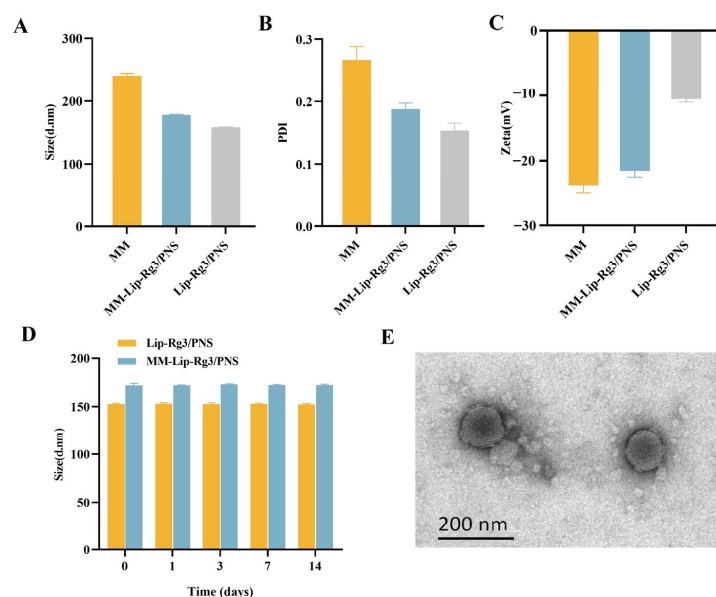 A
Size(d.nm)
300
200
100
0
MM
MM-Lip-Rg3/PNS
Lip-Rg3/PNS
B
PDI
0.3
0.2
0.1
0.0
MM
MM-Lip-Rg3/PNS
Lip-Rg3/PNS
C
Zeta(mV)
0
−10
−20
−30
MM
MM-Lip-Rg3/PNS
Lip-Rg3/PNS
D
Lip-Rg3/PNS
MM-Lip-Rg3/PNS
Size(d.nm)
200
150
100
50
0
0 1 3 7 14
Time (days)
E
200 nm